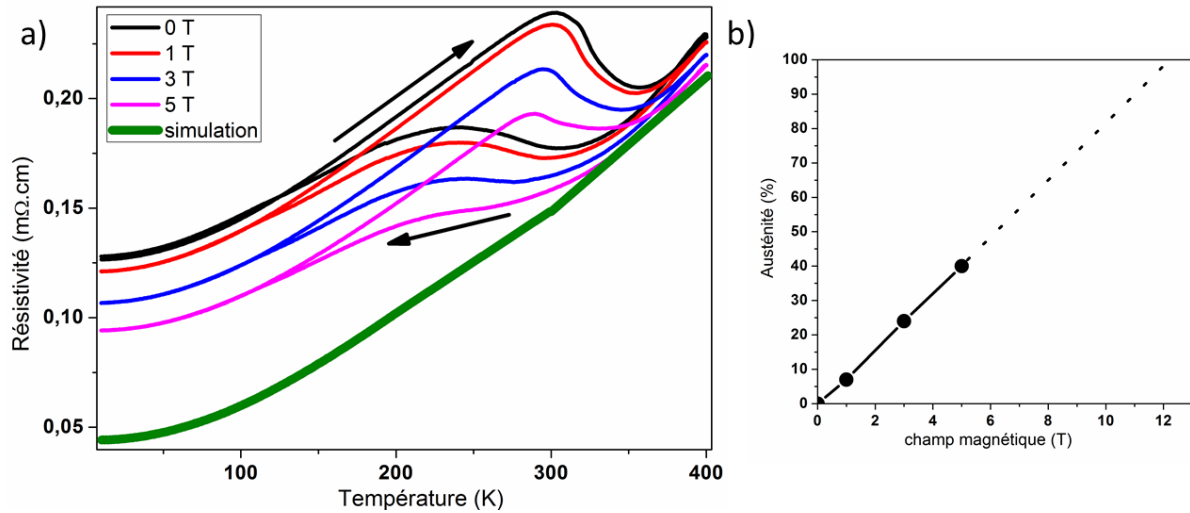 a)
0 T
1 T
3 T
5 T
simulation
0,20
0,15
0,10
0,05
Résistivité (mΩ.cm)
100
200
300
400
Température (K)
b)
100
90
80
70
60
50
40
30
20
10
0
Austénité (%)
0
2
4
6
8
10
12
champ magnétique (T)